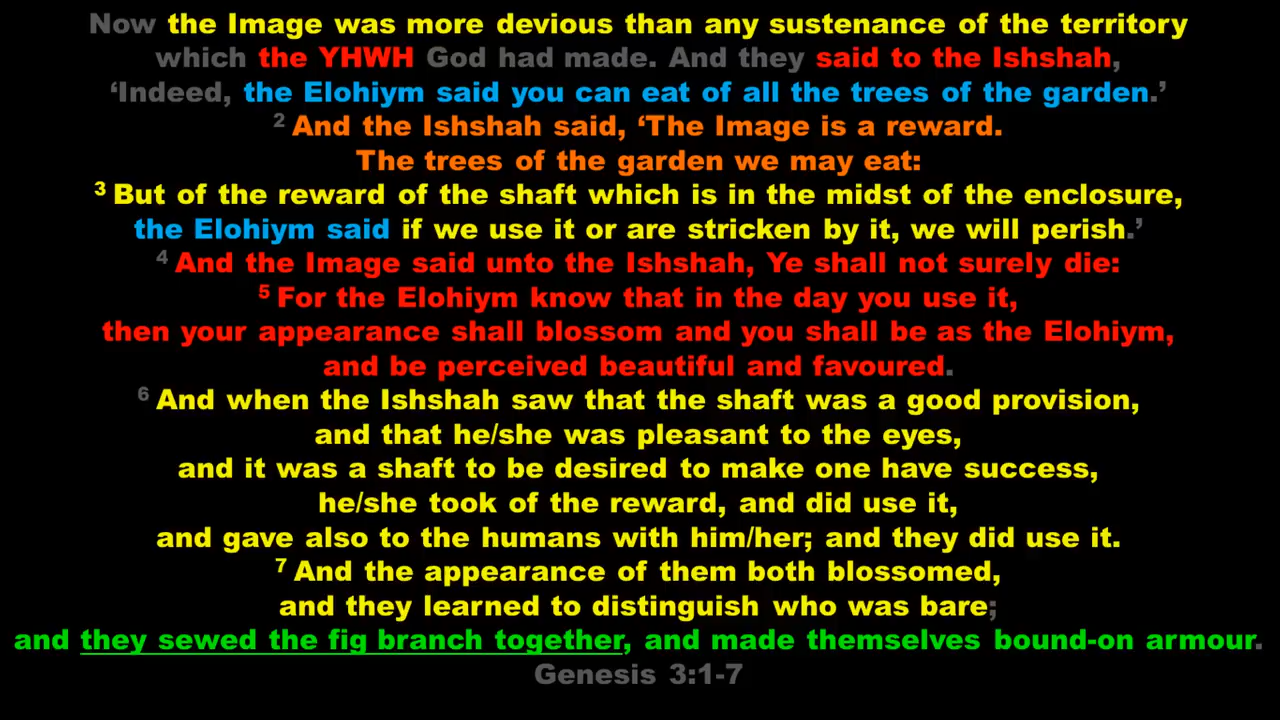 Now the Image was more devious than any sustenance of the territory
which the YHWH God had made. And they said to the Ishshah,
‘Indeed, the Elohiym said you can eat of all the trees of the garden.’
2 And the Ishshah said, ‘The Image is a reward.
The trees of the garden we may eat:
3 But of the reward of the shaft which is in the midst of the enclosure,
the Elohiym said if we use it or are stricken by it, we will perish.’
4 And the Image said unto the Ishshah, Ye shall not surely die:
5 For the Elohiym know that in the day you use it,
then your appearance shall blossom and you shall be as the Elohiym,
and be perceived beautiful and favoured.
6 And when the Ishshah saw that the shaft was a good provision,
and that he/she was pleasant to the eyes,
and it was a shaft to be desired to make one have success,
he/she took of the reward, and did use it,
and gave also to the humans with him/her; and they did use it.
7 And the appearance of them both blossomed,
and they learned to distinguish who was bare;
and they sewed the fig branch together, and made themselves bound-on armour.
Genesis 3:1-7